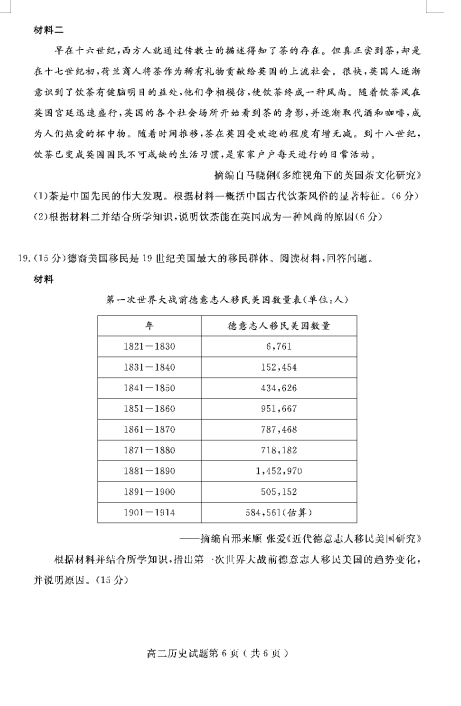 材料二
早在十六世纪,西方人就通过传教士的描述得知了茶的存在。但真正尝到茶,却是
在十七世纪初,荷兰商人将茶作为稀有礼物贡献给英国的上流社会。很快,英国人逐渐
意识到了饮茶有健脑明目的益处,他们争相模仿,使饮茶终成一种风尚。随着饮茶风在
英国宫廷迅速盛行,英国的各个社会场所开始看到茶的身影,并逐渐取代酒和咖啡,成
为人们热爱的杯中物。随着时间推移,茶在英国受欢迎的程度有增无减。到十八世纪,
饮茶已变成英国国民不可或缺的生活习惯,是家家户户每天进行的日常活动。
摘编自马晓俐《多维视角下的英国茶文化研究》
(1)茶是中国先民的伟大发现。根据材料一概括中国古代饮茶风俗的显著特征。(6分)
(2)根据材料二并结合所学知识,说明饮茶能在英国成为一种风尚的原因(6分)
19.(15分)德裔美国移民是19世纪美国最大的移民群体。阅读材料,回答问题。
材料
第一次世界大战前德意志人移民美国数量表(单位:人)
年 德意志人移民美国数量
1821—1830 6,761
1831—1840 152,454
1841—1850 434,626
1851—1860 951,667
1861—1870 787,468
1871—1880 718,182
1881—1890 1,452,970
1891—1900 505,152
1901—1914 584,561(估算)
——摘编自邢来顺 张爱《近代德意志人移民美国研究》
根据材料并结合所学知识,指出第一次世界大战前德意志人移民美国的趋势变化,
并说明原因。(15分)
高二历史试题第6页(共6页)